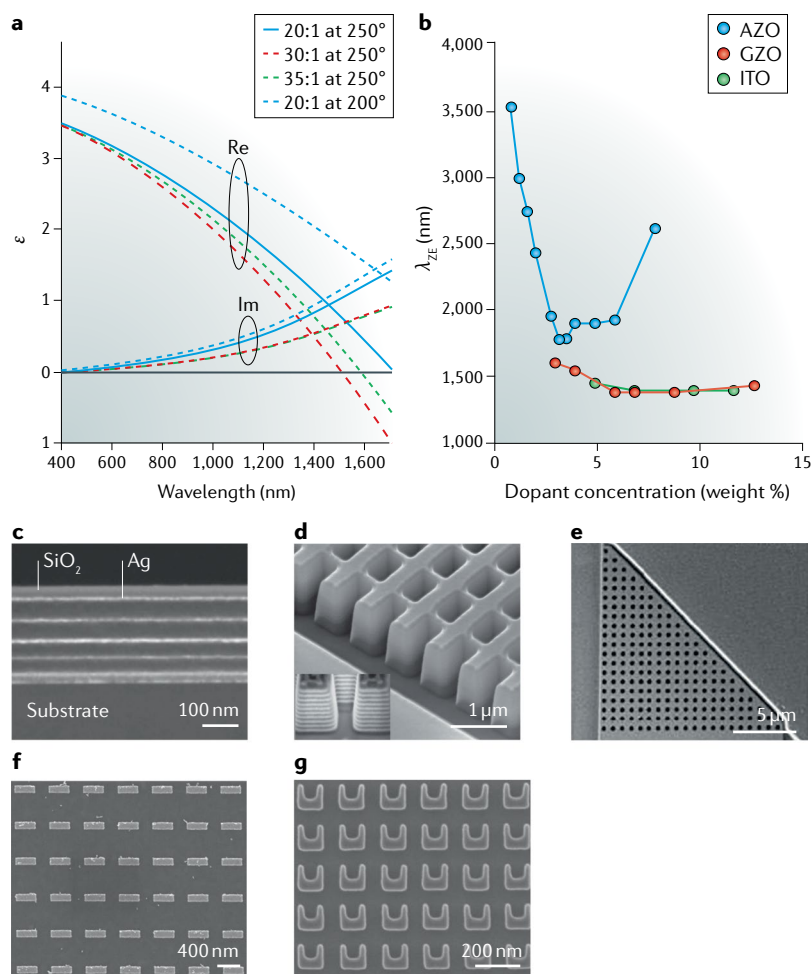 a
20:1 at 250°
30:1 at 250°
35:1 at 250°
20:1 at 200°
4
3
2
1
0
1
ε
Re
Im
400
600
800
1,000
1,200
1,400
1,600
Wavelength (nm)
b
AZO
GZO
ITO
4,000
3,500
3,000
2,500
2,000
1,500
1,000
λZE (nm)
0
5
10
15
Dopant concentration (weight %)
c
SiO2
Ag
Substrate
100 nm
d
1 μm
e
5 μm
f
400 nm
g
200 nm